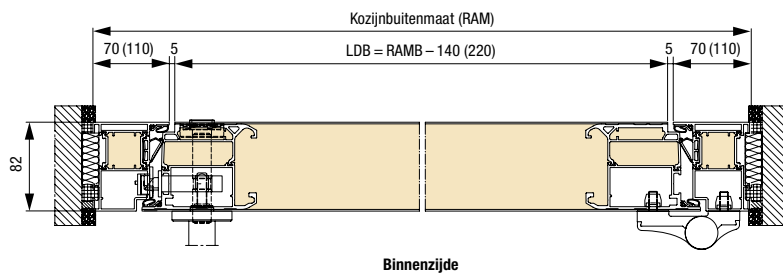 Kozijnbuitenmaat (RAM)
70 (110) 5 LDB = RAMB – 140 (220) 5 70 (110)
82
Binnenzijde